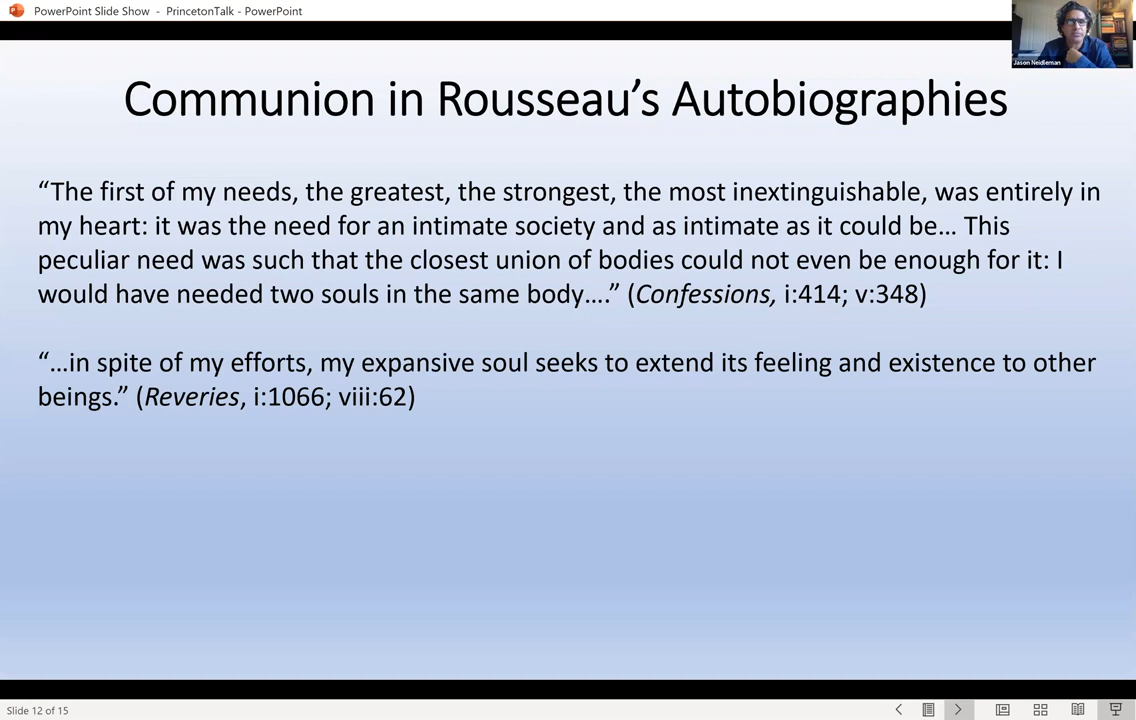 PowerPoint Slide Show - PrincetonTalk - PowerPoint
Jason Neidleman
Communion in Rousseau’s Autobiographies
“The first of my needs, the greatest, the strongest, the most inextinguishable, was entirely in
my heart: it was the need for an intimate society and as intimate as it could be… This
peculiar need was such that the closest union of bodies could not even be enough for it: I
would have needed two souls in the same body….” (Confessions, i:414; v:348)
“…in spite of my efforts, my expansive soul seeks to extend its feeling and existence to other
beings.” (Reveries, i:1066; viii:62)
Slide 12 of 15